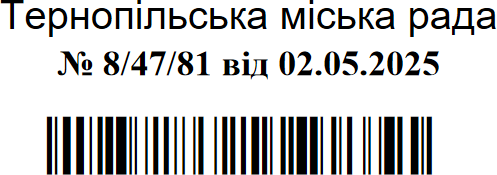 Тернопільська міська рада
№ 8/47/81 від 02.05.2025